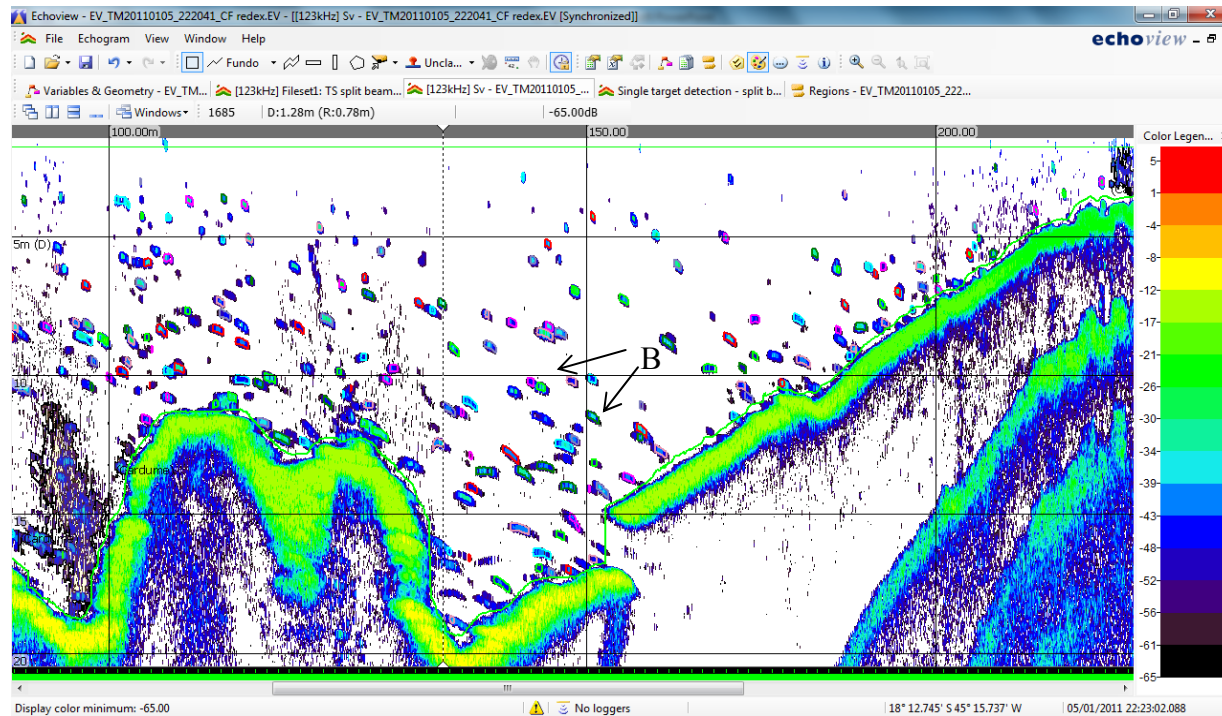 Echoview - EV_TM20110105_222041_CF redex.EV - [[123kHz] Sv - EV_TM20110105_222041_CF redex.EV [Synchronized]]
File Echogram View Window Help
echoview
Fundo Uncla...
Variables & Geometry - EV_TM... [123kHz] Fileset1: TS split beam... [123kHz] Sv - EV_TM20110105_... Single target detection - split b... Regions - EV_TM20110105_222...
Windows 1685 D:1.28m (R:0.78m) -65.00dB
100.00m 150.00 200.00
Color Legen...
5m (D)
10
15
20
B
5
1
-4
-8
-12
-17
-21
-26
-30
-34
-39
-43
-48
-52
-56
-61
-65
Display color minimum: -65.00 No loggers 18° 12.745' S 45° 15.737' W 05/01/2011 22:23:02.088